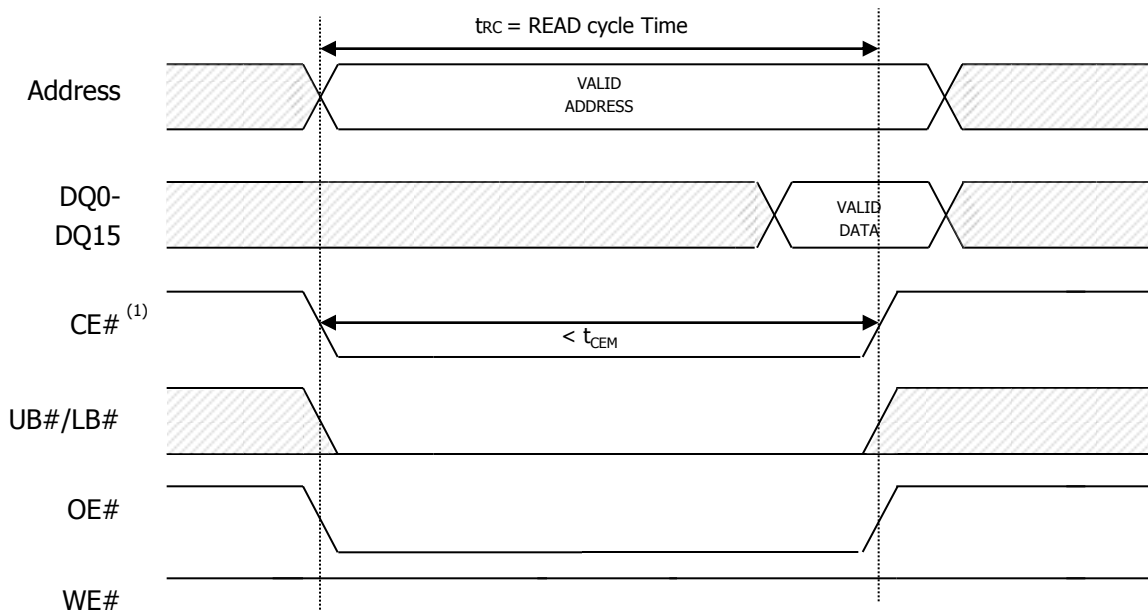 tRC = READ cycle Time
Address
VALID
ADDRESS
DQ0-
DQ15
VALID
DATA
CE# (1)
< tCEM
UB#/LB#
OE#
WE#